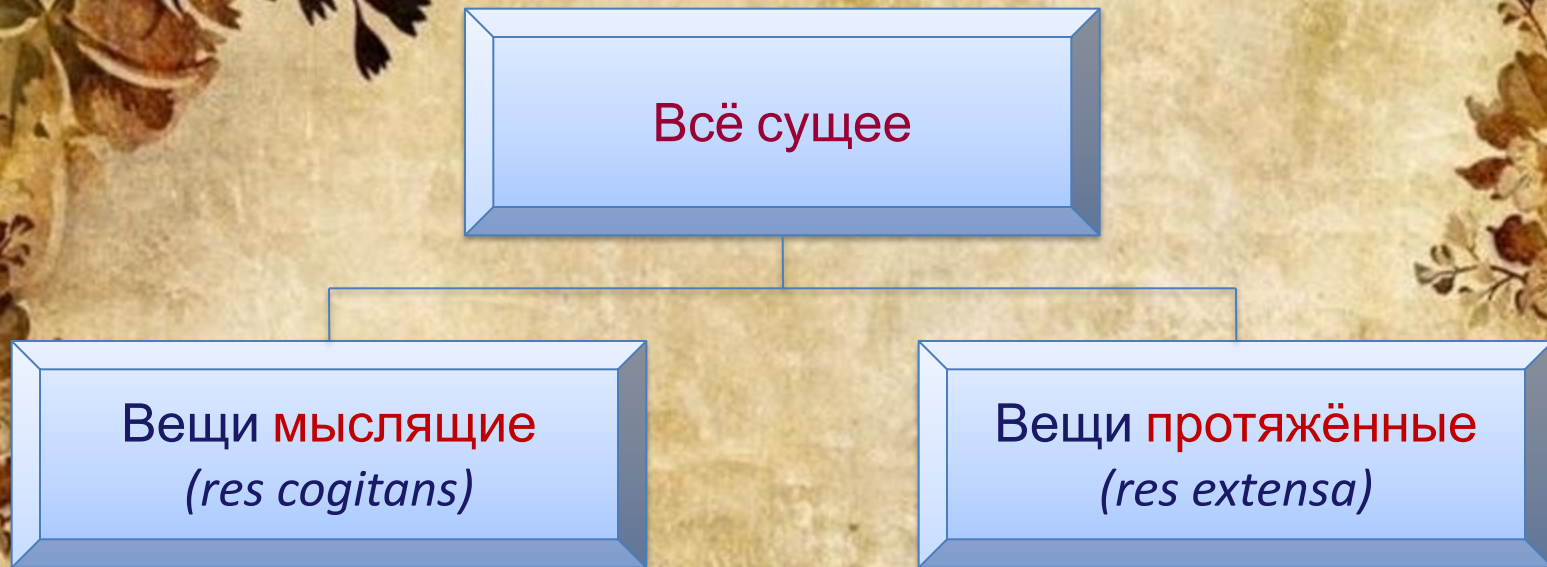 Всё сущее
Вещи мыслящие
(res cogitans)
Вещи протяжённые
(res extensa)